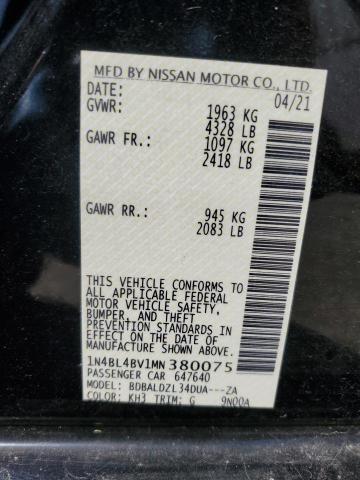 MFD BY NISSAN MOTOR CO., LTD.
DATE: 04/21
GVWR: 1963 KG
4328 LB
GAWR FR.: 1097 KG
2418 LB
GAWR RR.: 945 KG
2083 LB
THIS VEHICLE CONFORMS TO
ALL APPLICABLE FEDERAL
MOTOR VEHICLE SAFETY,
BUMPER, AND THEFT
PREVENTION STANDARDS IN
EFFECT ON THE DATE OF
MANUFACTURE SHOWN ABOVE.
1N4BL4BV1MN380075
PASSENGER CAR 647640
MODEL: BDBALDZL34DUA---ZA
COLOR: KH3 TRIM: G 9N00A